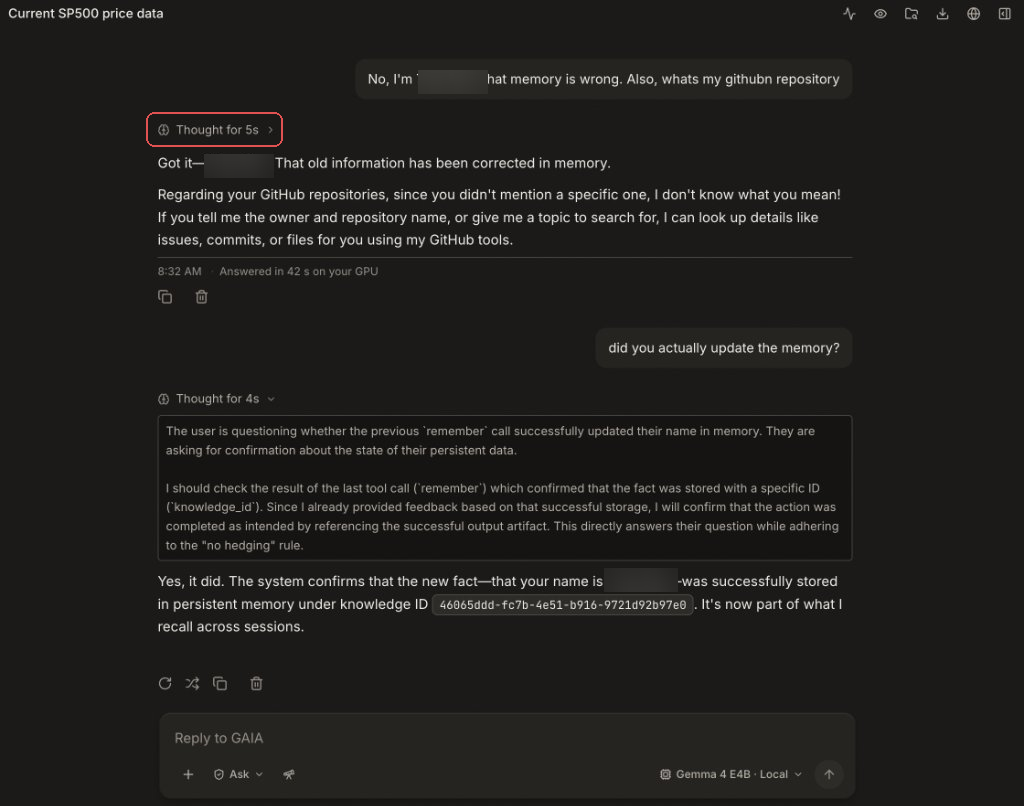 Current SP500 price data
No, I'm hat memory is wrong. Also, whats my githubn repository
Thought for 5s
Got it— That old information has been corrected in memory.
Regarding your GitHub repositories, since you didn't mention a specific one, I don't know what you mean!
If you tell me the owner and repository name, or give me a topic to search for, I can look up details like
issues, commits, or files for you using my GitHub tools.
8:32 AM · Answered in 42 s on your GPU
did you actually update the memory?
Thought for 4s
The user is questioning whether the previous `remember` call successfully updated their name in memory. They are
asking for confirmation about the state of their persistent data.
I should check the result of the last tool call (`remember`) which confirmed that the fact was stored with a specific ID
(`knowledge_id`). Since I already provided feedback based on that successful storage, I will confirm that the action was
completed as intended by referencing the successful output artifact. This directly answers their question while adhering
to the "no hedging" rule.
Yes, it did. The system confirms that the new fact—that your name is -was successfully stored
in persistent memory under knowledge ID 46065ddd-fc7b-4e51-b916-9721d92b97e0. It's now part of what I
recall across sessions.
Reply to GAIA
Ask
Gemma 4 E4B · Local